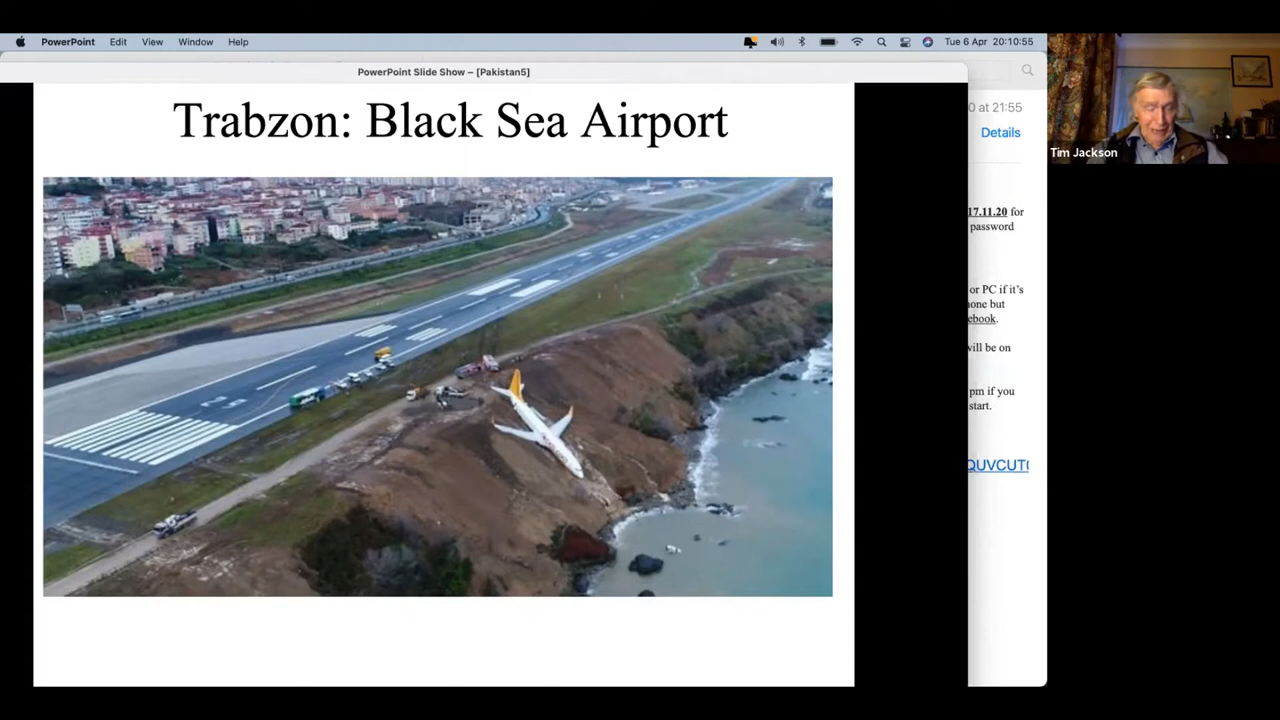 PowerPoint Edit View Window Help Tue 6 Apr 20:10:55
PowerPoint Slide Show – [Pakistan5]
Trabzon: Black Sea Airport
0 at 21:55
Details
17.11.20 for
password
or PC if it's
one but
ebook.
will be on
pm if you
start.
QUVCUT
Tim Jackson